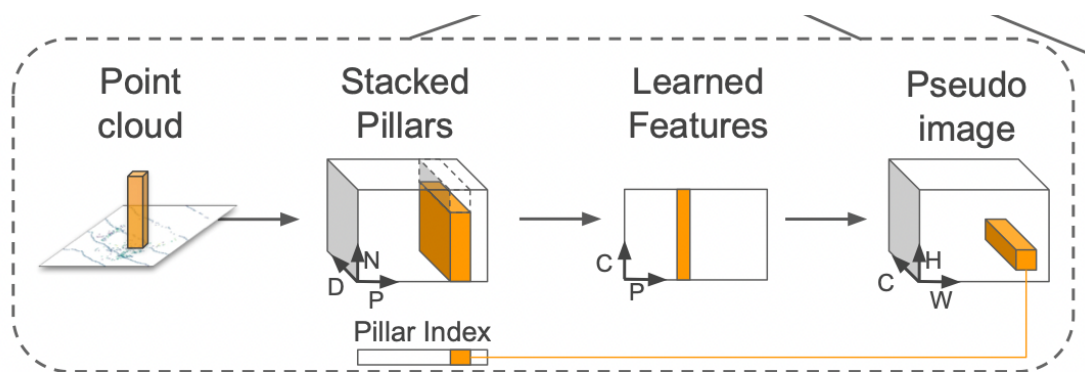 Point
cloud
Stacked
Pillars
Learned
Features
Pseudo
image
N
D
P
C
P
H
C
W
Pillar Index